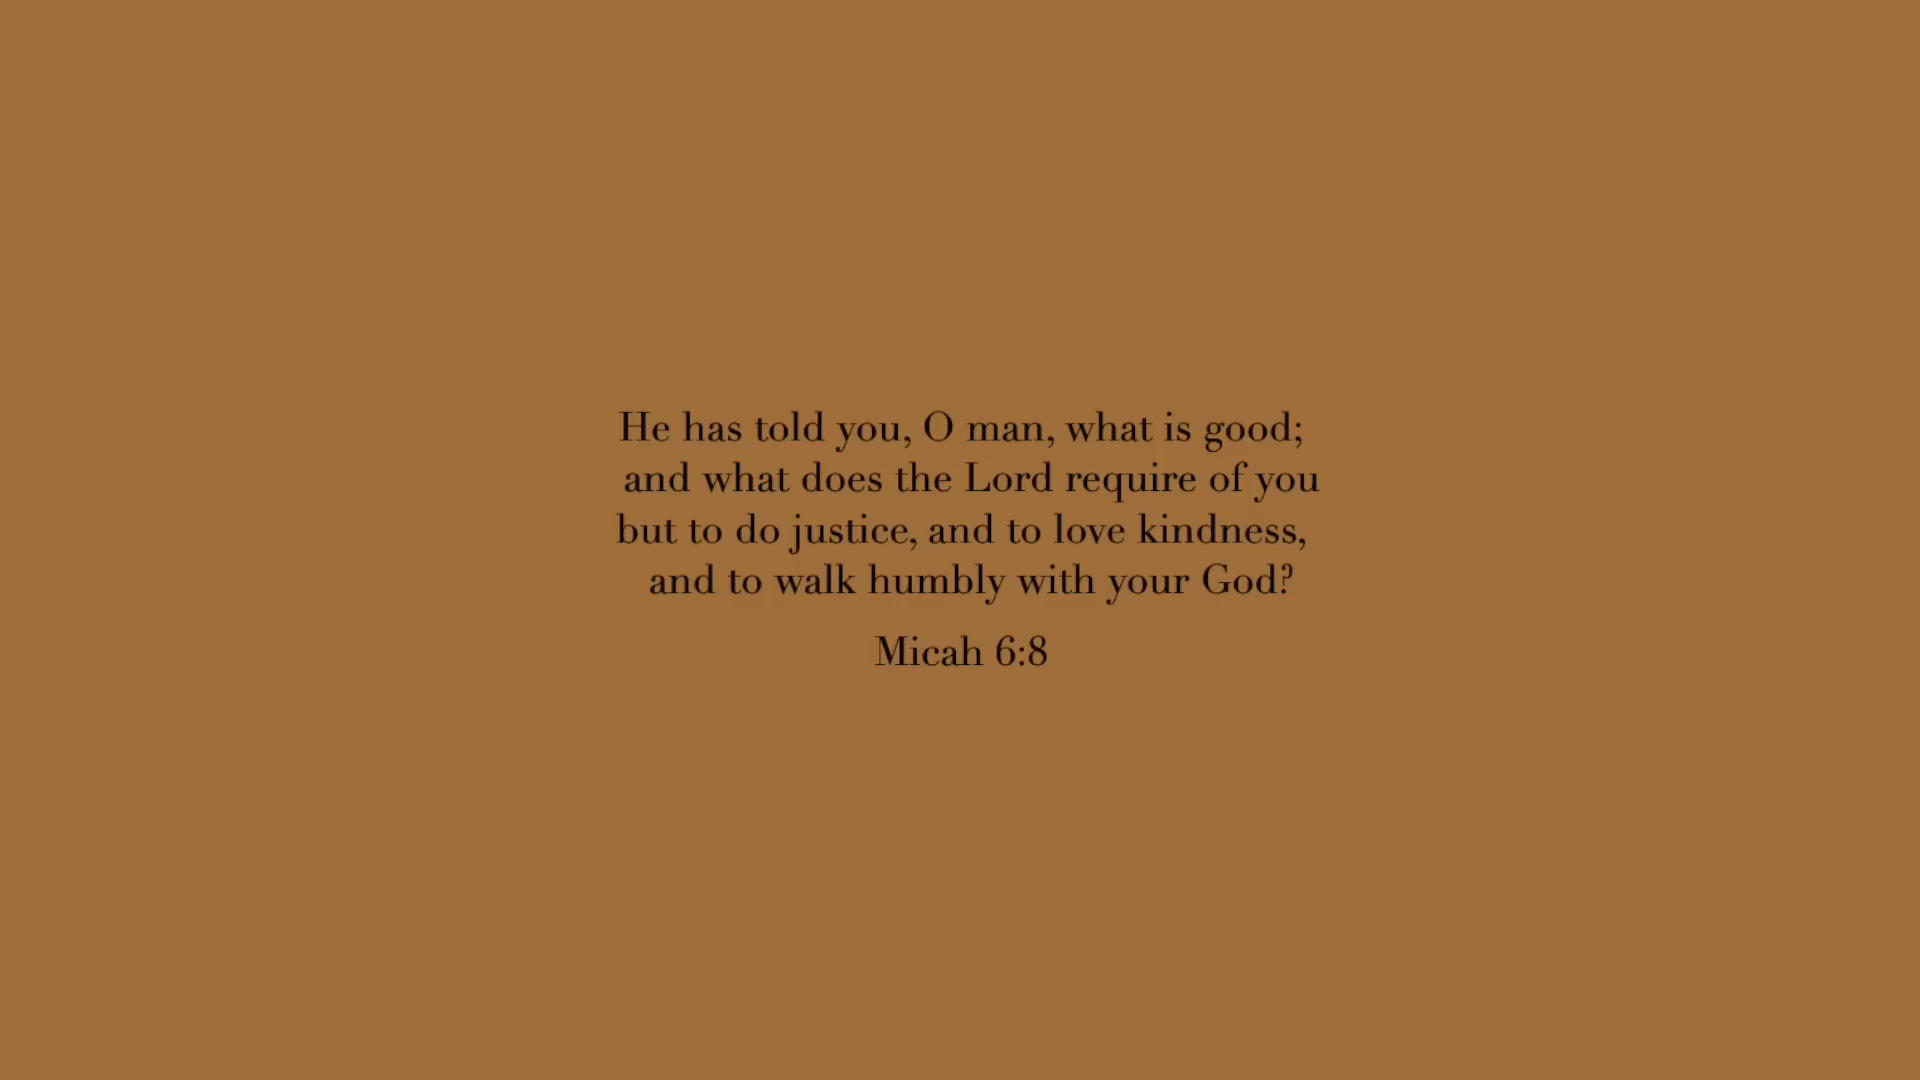 He has told you, O man, what is good;
and what does the Lord require of you
but to do justice, and to love kindness,
and to walk humbly with your God?
Micah 6:8